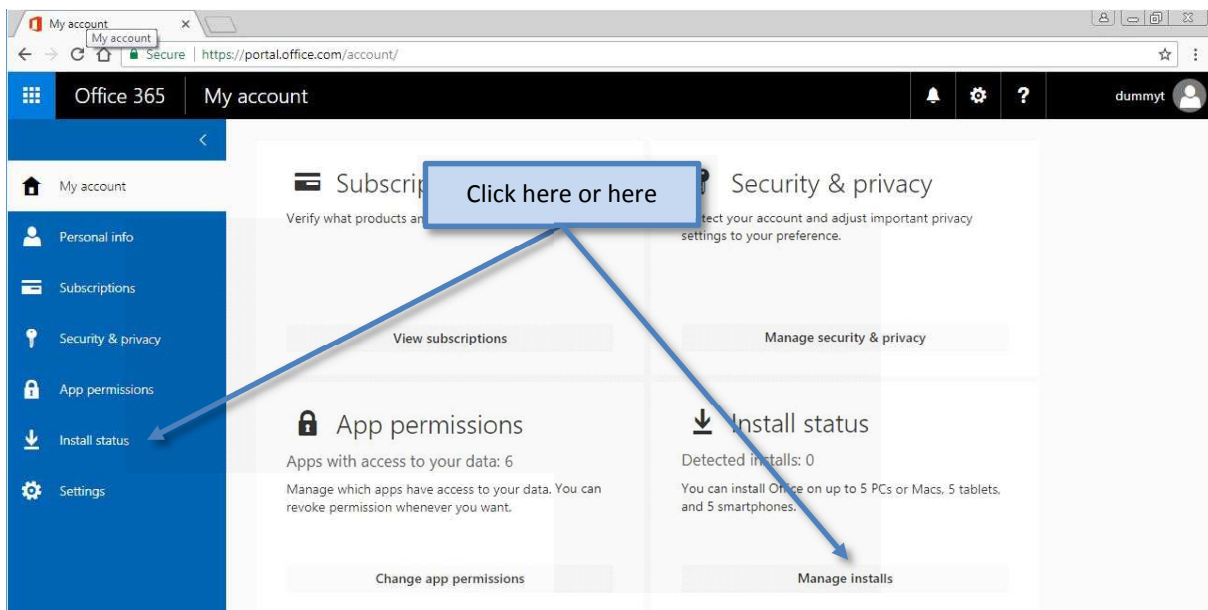 My account
My account
Secure https://portal.office.com/account/
Office 365 My account ? dummyt
My account
Personal info
Subscriptions
Security & privacy
App permissions
Install status
Settings
Click here or here
Verify what products
View subscriptions
Security & privacy
your account and adjust important privacy
settings to your preference.
Manage security & privacy
App permissions
Apps with access to your data: 6
Manage which apps have access to your data. You can
revoke permission whenever you want.
Change app permissions
Install status
Detected installs: 0
You can install Office on up to 5 PCs or Macs, 5 tablets,
and 5 smartphones.
Manage installs